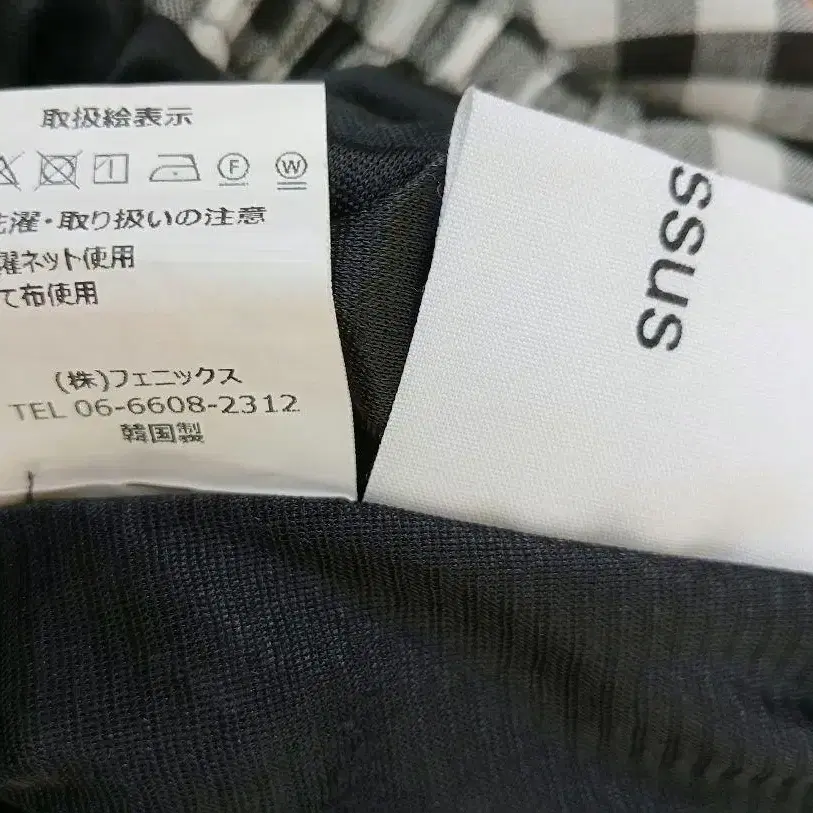 取扱絵表示
F W
洗濯・取り扱いの注意
濯ネット使用
て布使用
(株)フェニックス
TEL 06-6608-2312
韓国製
ssus